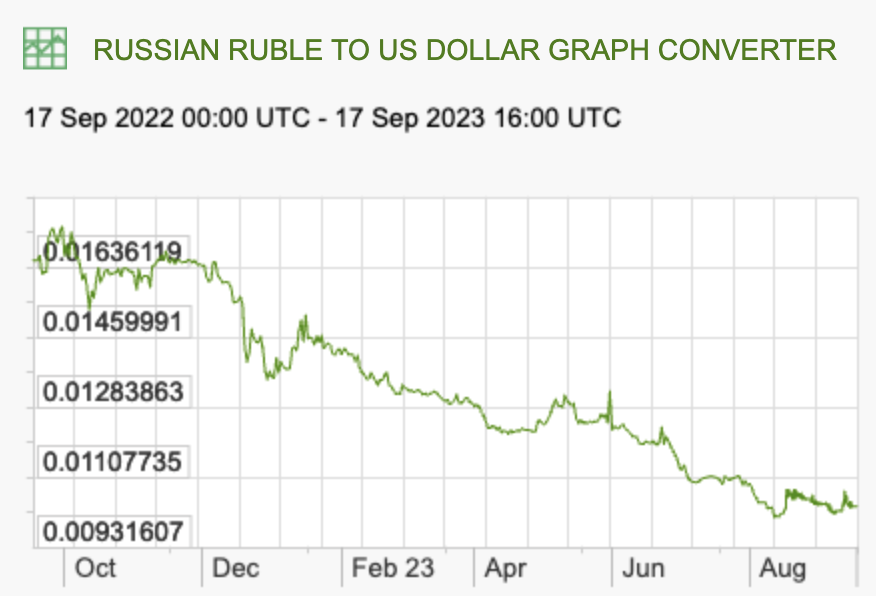 RUSSIAN RUBLE TO US DOLLAR GRAPH CONVERTER
17 Sep 2022 00:00 UTC - 17 Sep 2023 16:00 UTC
0.01636119
0.01459991
0.01283863
0.01107735
0.00931607
Oct Dec Feb 23 Apr Jun Aug